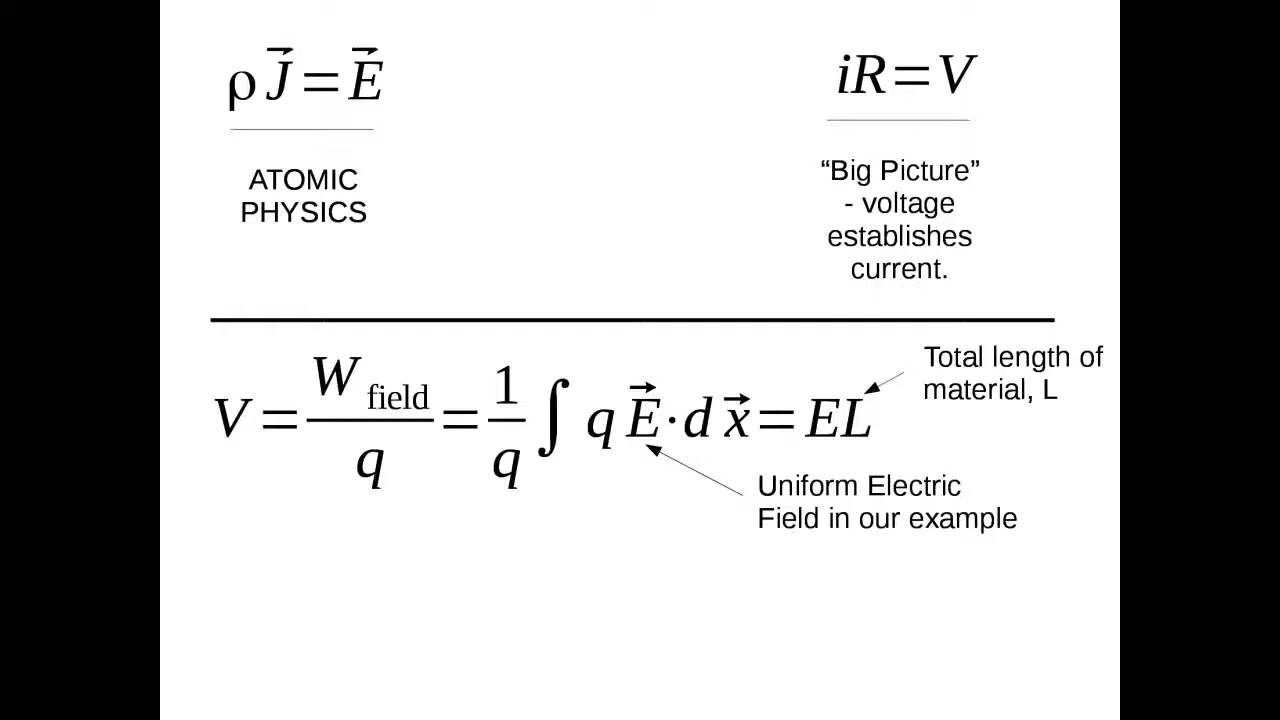 ρJ⃗=E⃗
iR=V
ATOMIC
PHYSICS
“Big Picture”
- voltage
establishes
current.
V=W_field/q=1/q∫ qE⃗·dx⃗=EL
Total length of
material, L
Uniform Electric
Field in our example